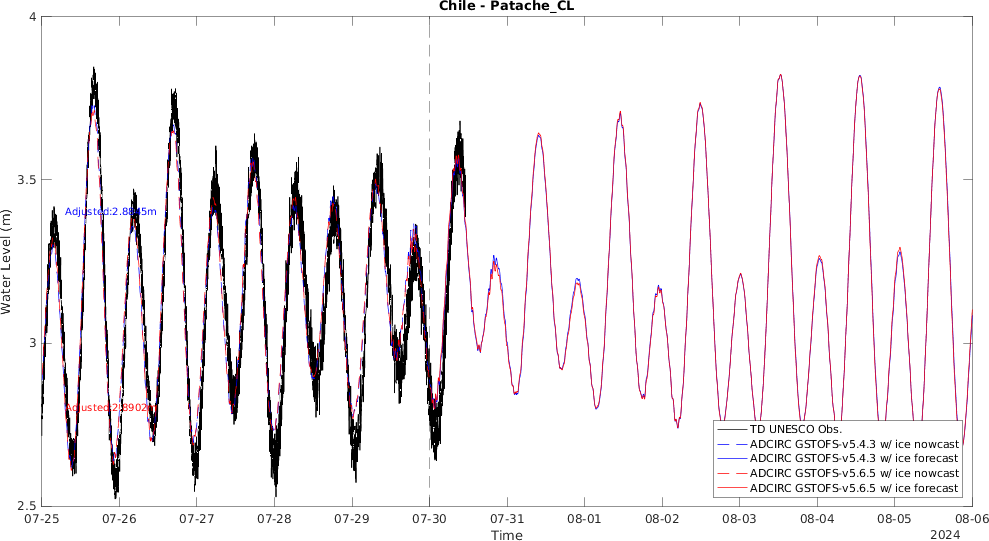 Chile - Patache_CL
4
3.5
3
2.5
Water Level (m)
Adjusted:2.8845m
Adjusted:2.8902m
TD UNESCO Obs.
ADCIRC GSTOFS-v5.4.3 w/ ice nowcast
ADCIRC GSTOFS-v5.4.3 w/ ice forecast
ADCIRC GSTOFS-v5.6.5 w/ ice nowcast
ADCIRC GSTOFS-v5.6.5 w/ ice forecast
07-25 07-26 07-27 07-28 07-29 07-30 07-31 08-01 08-02 08-03 08-04 08-05 08-06
Time 2024